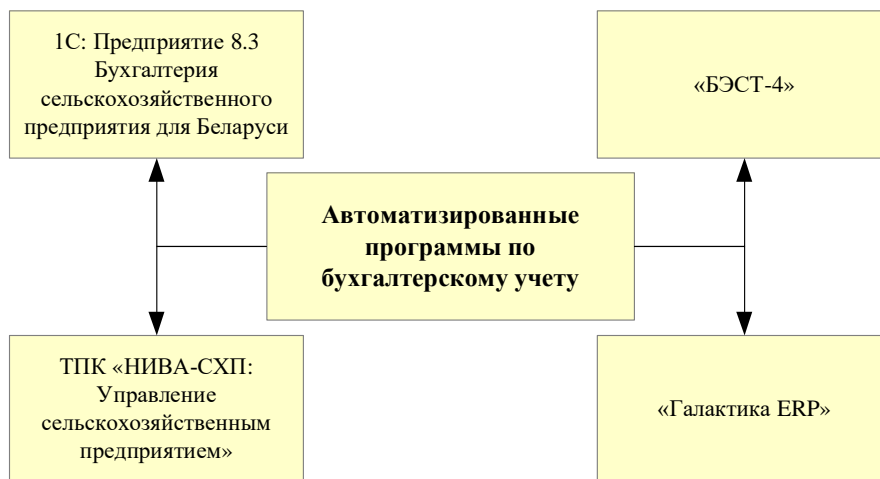 1С: Предприятие 8.3
Бухгалтерия
сельскохозяйственного
предприятия для Беларуси
«БЭСТ-4»
Автоматизированные
программы по
бухгалтерскому учету
ТПК «НИВА-СХП:
Управление
сельскохозяйственным
предприятием»
«Галактика ERP»